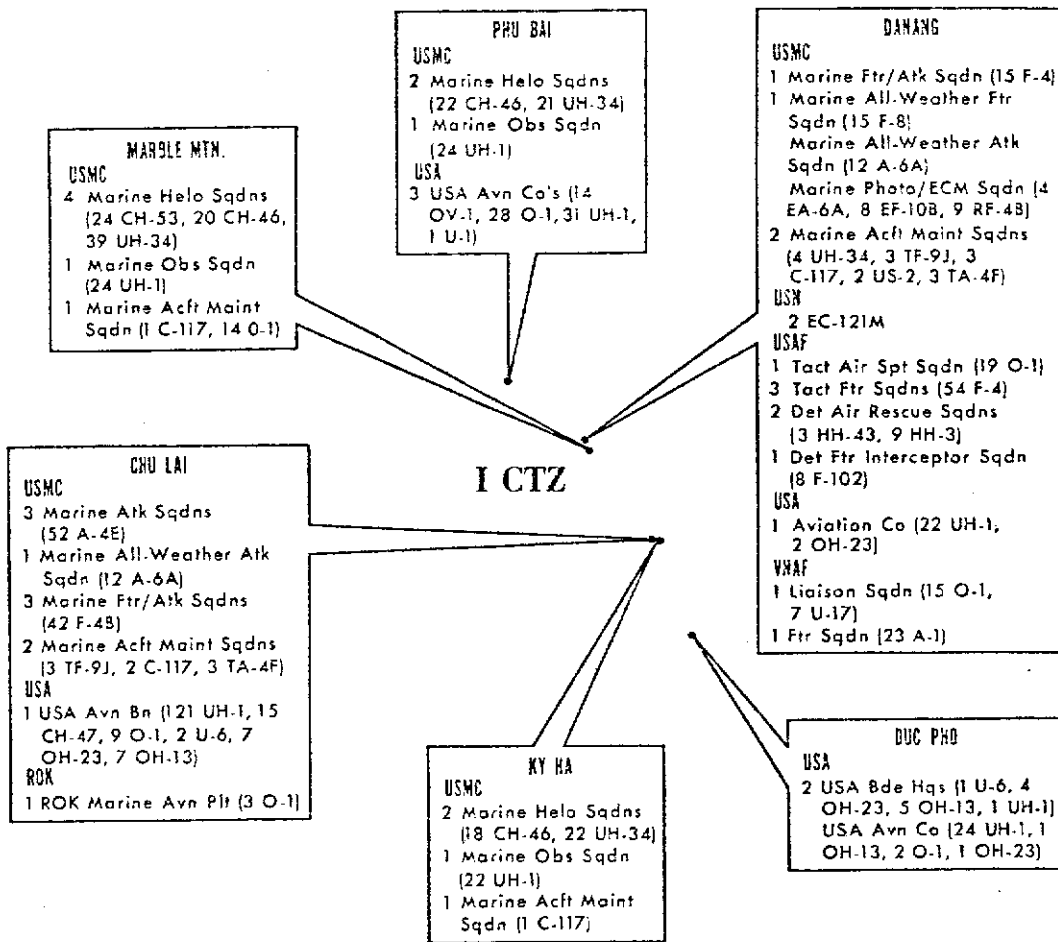 PHU BAI
USMC
2 Marine Helo Sqdns
(22 CH-46, 21 UH-34)
1 Marine Obs Sqdn
(24 UH-1)
USA
3 USA Avn Co's (14
OV-1, 28 O-1, 31 UH-1,
1 U-1)
DANANG
USMC
1 Marine Ftr/Atk Sqdn (15 F-4)
1 Marine All-Weather Ftr
Sqdn (15 F-8)
Marine All-Weather Atk
Sqdn (12 A-6A)
Marine Photo/ECM Sqdn (4
EA-6A, 8 EF-10B, 9 RF-4B)
2 Marine Acft Maint Sqdns
(4 UH-34, 3 TF-9J, 3
C-117, 2 US-2, 3 TA-4F)
USN
2 EC-121M
USAF
1 Tact Air Spt Sqdn (19 O-1)
3 Tact Ftr Sqdns (54 F-4)
2 Det Air Rescue Sqdns
(3 HH-43, 9 HH-3)
1 Det Ftr Interceptor Sqdn
(8 F-102)
USA
1 Aviation Co (22 UH-1,
2 OH-23)
VNAF
1 Liaison Sqdn (15 O-1,
7 U-17)
1 Ftr Sqdn (23 A-1)
MARBLE MTN.
USMC
4 Marine Helo Sqdns
(24 CH-53, 20 CH-46,
39 UH-34)
1 Marine Obs Sqdn
(24 UH-1)
1 Marine Acft Maint
Sqdn (1 C-117, 14 O-1)
I CTZ
CHU LAI
USMC
3 Marine Atk Sqdns
(52 A-4E)
1 Marine All-Weather Atk
Sqdn (12 A-6A)
3 Marine Ftr/Atk Sqdns
(42 F-4B)
2 Marine Acft Maint Sqdns
(3 TF-9J, 2 C-117, 3 TA-4F)
USA
1 USA Avn Bn (121 UH-1, 15
CH-47, 9 O-1, 2 U-6, 7
OH-23, 7 OH-13)
ROK
1 ROK Marine Avn Plt (3 O-1)
KY HA
USMC
2 Marine Helo Sqdns
(18 CH-46, 22 UH-34)
1 Marine Obs Sqdn
(22 UH-1)
1 Marine Acft Maint
Sqdn (1 C-117)
DUC PHO
USA
2 USA Bde Hqs (1 U-6, 4
OH-23, 5 OH-13, 1 UH-1)
USA Avn Co (24 UH-1, 1
OH-13, 2 O-1, 1 OH-23)